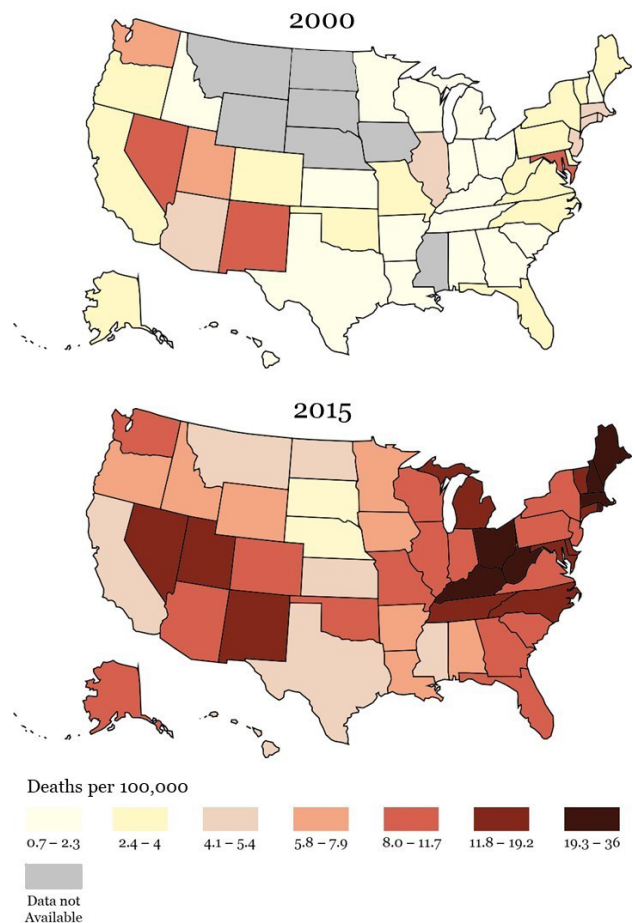 2000
2015
Deaths per 100,000
0.7 – 2.3
2.4 – 4
4.1 – 5.4
5.8 – 7.9
8.0 – 11.7
11.8 – 19.2
19.3 – 36
Data not
Available